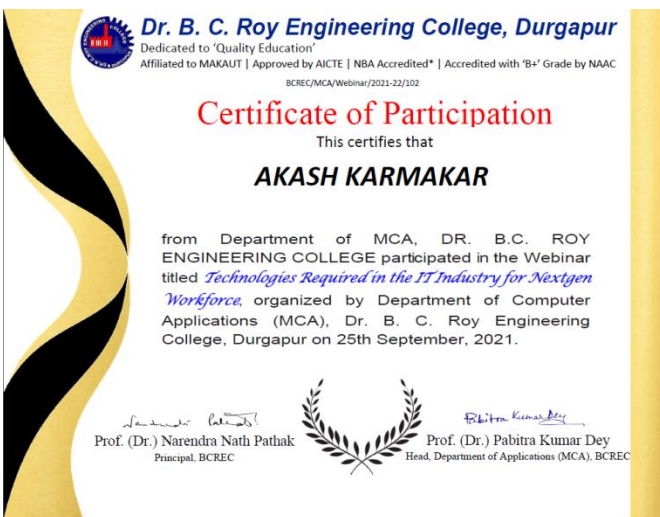 Dr. B. C. Roy Engineering College, Durgapur
Dedicated to ‘Quality Education’
Affiliated to MAKAUT | Approved by AICTE | NBA Accredited* | Accredited with ‘B+’ Grade by NAAC
BCREC/MCA/Webinar/2021-22/102
Certificate of Participation
This certifies that
AKASH KARMAKAR
from Department of MCA, DR. B.C. ROY
ENGINEERING COLLEGE participated in the Webinar
titled Technologies Required in the IT Industry for Nextgen
Workforce, organized by Department of Computer
Applications (MCA), Dr. B. C. Roy Engineering
College, Durgapur on 25th September, 2021.
Pabitra Kumar Dey
Prof. (Dr.) Narendra Nath Pathak
Principal, BCREC
Prof. (Dr.) Pabitra Kumar Dey
Head, Department of Applications (MCA), BCREC